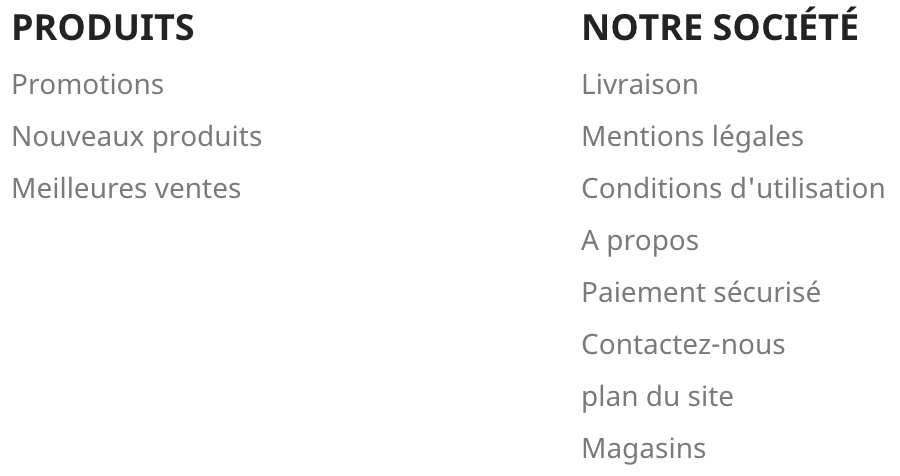 PRODUITS
Promotions
Nouveaux produits
Meilleures ventes
NOTRE SOCIÉTÉ
Livraison
Mentions légales
Conditions d'utilisation
A propos
Paiement sécurisé
Contactez-nous
plan du site
Magasins